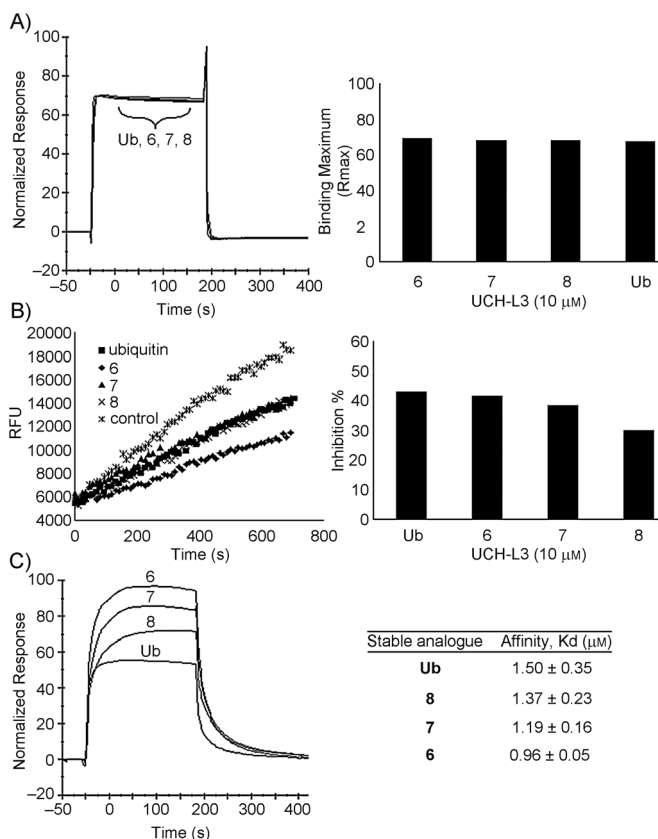 A)
Normalized Response
100
80
60
40
20
0
–20
Ub, 6, 7, 8
–50 0 100 200 300 400
Time (s)
Binding Maximum
(Rmax)
100
80
60
40
2
0
6 7 8 Ub
UCH-L3 (10 μM)
B)
RFU
20000
18000
16000
14000
12000
10000
8000
6000
4000
ubiquitin
6
7
8
control
0 200 400 600 800
Time (s)
Inhibition %
60
50
40
30
20
10
0
Ub 6 7 8
UCH-L3 (10 μM)
C)
Normalized Response
100
80
60
40
20
0
–20
6
7
8
Ub
–50 0 100 200 300 400
Time (s)
Stable analogue Affinity, Kd (μM)
Ub 1.50 ± 0.35
8 1.37 ± 0.23
7 1.19 ± 0.16
6 0.96 ± 0.05